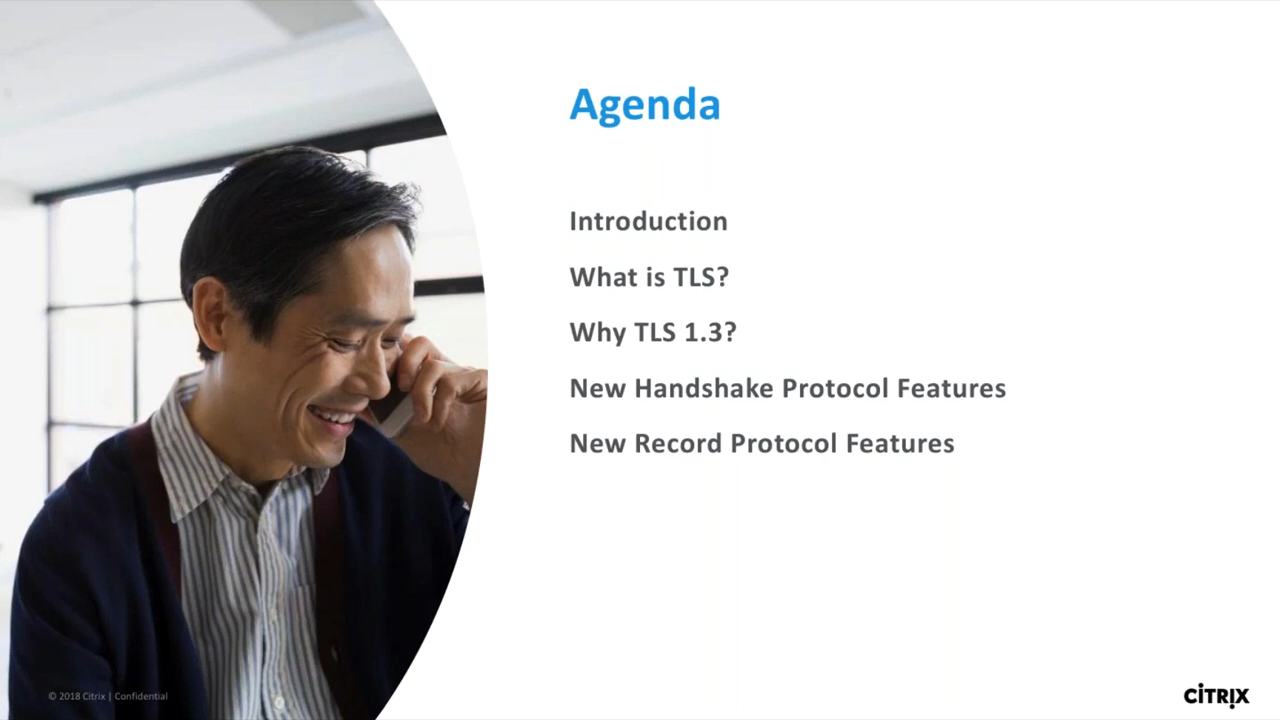 Agenda
Introduction
What is TLS?
Why TLS 1.3?
New Handshake Protocol Features
New Record Protocol Features
© 2018 Citrix | Confidential
CITRIX